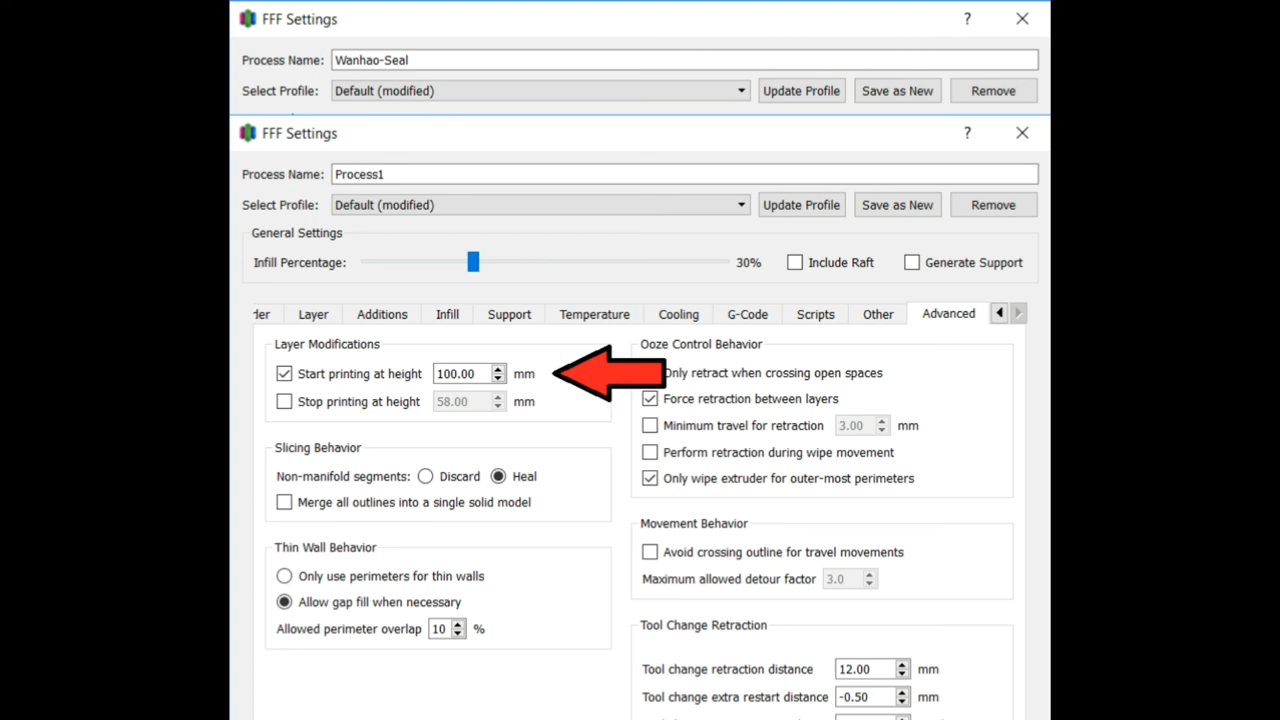 FFF Settings ?
Process Name: Wanhao-Seal
Select Profile: Default (modified) Update Profile Save as New Remove
FFF Settings ?
Process Name: Process1
Select Profile: Default (modified) Update Profile Save as New Remove
General Settings
Infill Percentage: 30% Include Raft Generate Support
der Layer Additions Infill Support Temperature Cooling G-Code Scripts Other Advanced
Layer Modifications
Start printing at height 100.00 mm
Stop printing at height 58.00 mm
Slicing Behavior
Non-manifold segments: Discard Heal
Merge all outlines into a single solid model
Thin Wall Behavior
Only use perimeters for thin walls
Allow gap fill when necessary
Allowed perimeter overlap 10 %
Ooze Control Behavior
Only retract when crossing open spaces
Force retraction between layers
Minimum travel for retraction 3.00 mm
Perform retraction during wipe movement
Only wipe extruder for outer-most perimeters
Movement Behavior
Avoid crossing outline for travel movements
Maximum allowed detour factor 3.0
Tool Change Retraction
Tool change retraction distance 12.00 mm
Tool change extra restart distance -0.50 mm